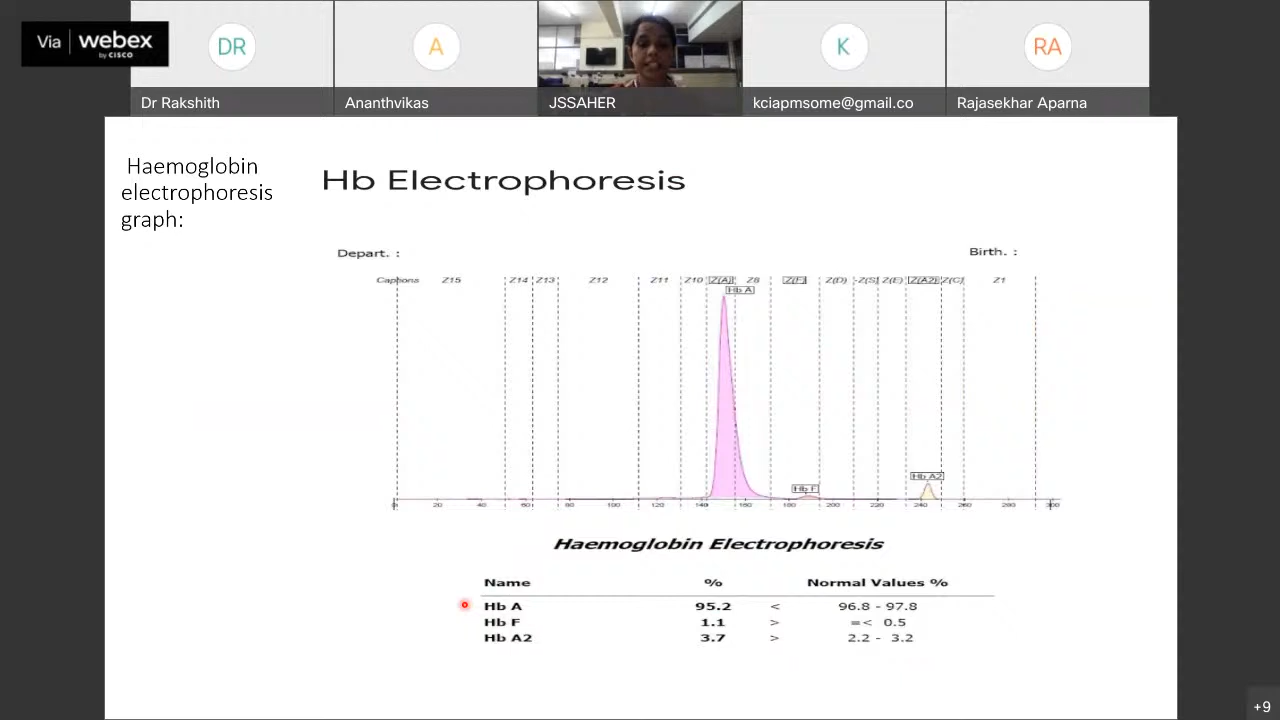 Via webex
by CISCO
DR
A
K
RA
Dr Rakshith
Ananthvikas
JSSAHER
kciapmsome@gmail.co
Rajasekhar Aparna
Haemoglobin
electrophoresis
graph:
Hb Electrophoresis
Depart. :
Birth. :
Captions Z15 Z14 Z13 Z12 Z11 Z10 Z(A) Z8 Z(F) Z(D) Z(S) Z(E) Z(A2) Z(C) Z1
Hb A
Hb A2
Hb F
0 20 40 60 80 100 120 140 160 180 200 220 240 260 280 300
Haemoglobin Electrophoresis
Name % Normal Values %
Hb A 95.2 < 96.8 - 97.8
Hb F 1.1 > =< 0.5
Hb A2 3.7 > 2.2 - 3.2
+9